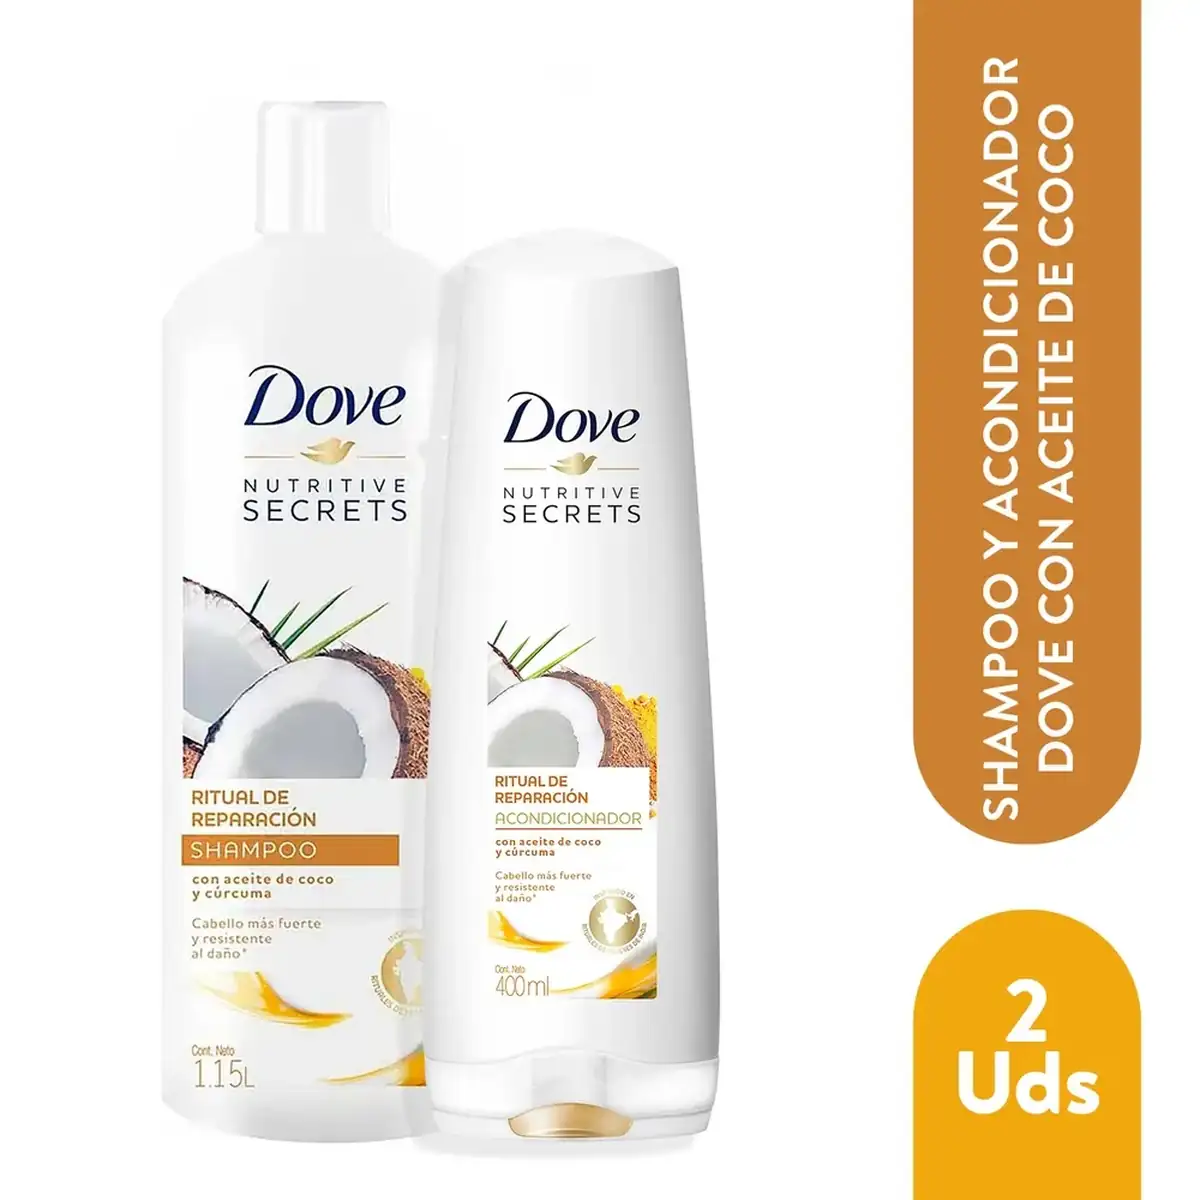 Dove
NUTRITIVE
SECRETS
RITUAL DE
REPARACIÓN
SHAMPOO
con aceite de coco
y cúrcuma
Cabello más fuerte
y resistente
al daño*
Cont. Neto
1.15L
Dove
NUTRITIVE
SECRETS
RITUAL DE
REPARACIÓN
ACONDICIONADOR
con aceite de coco
y cúrcuma
Cabello más fuerte
y resistente
al daño*
INSPIRADO EN
Cont. Neto
400ml
SHAMPOO Y ACONDICIONADOR
DOVE CON ACEITE DE COCO
2
Uds